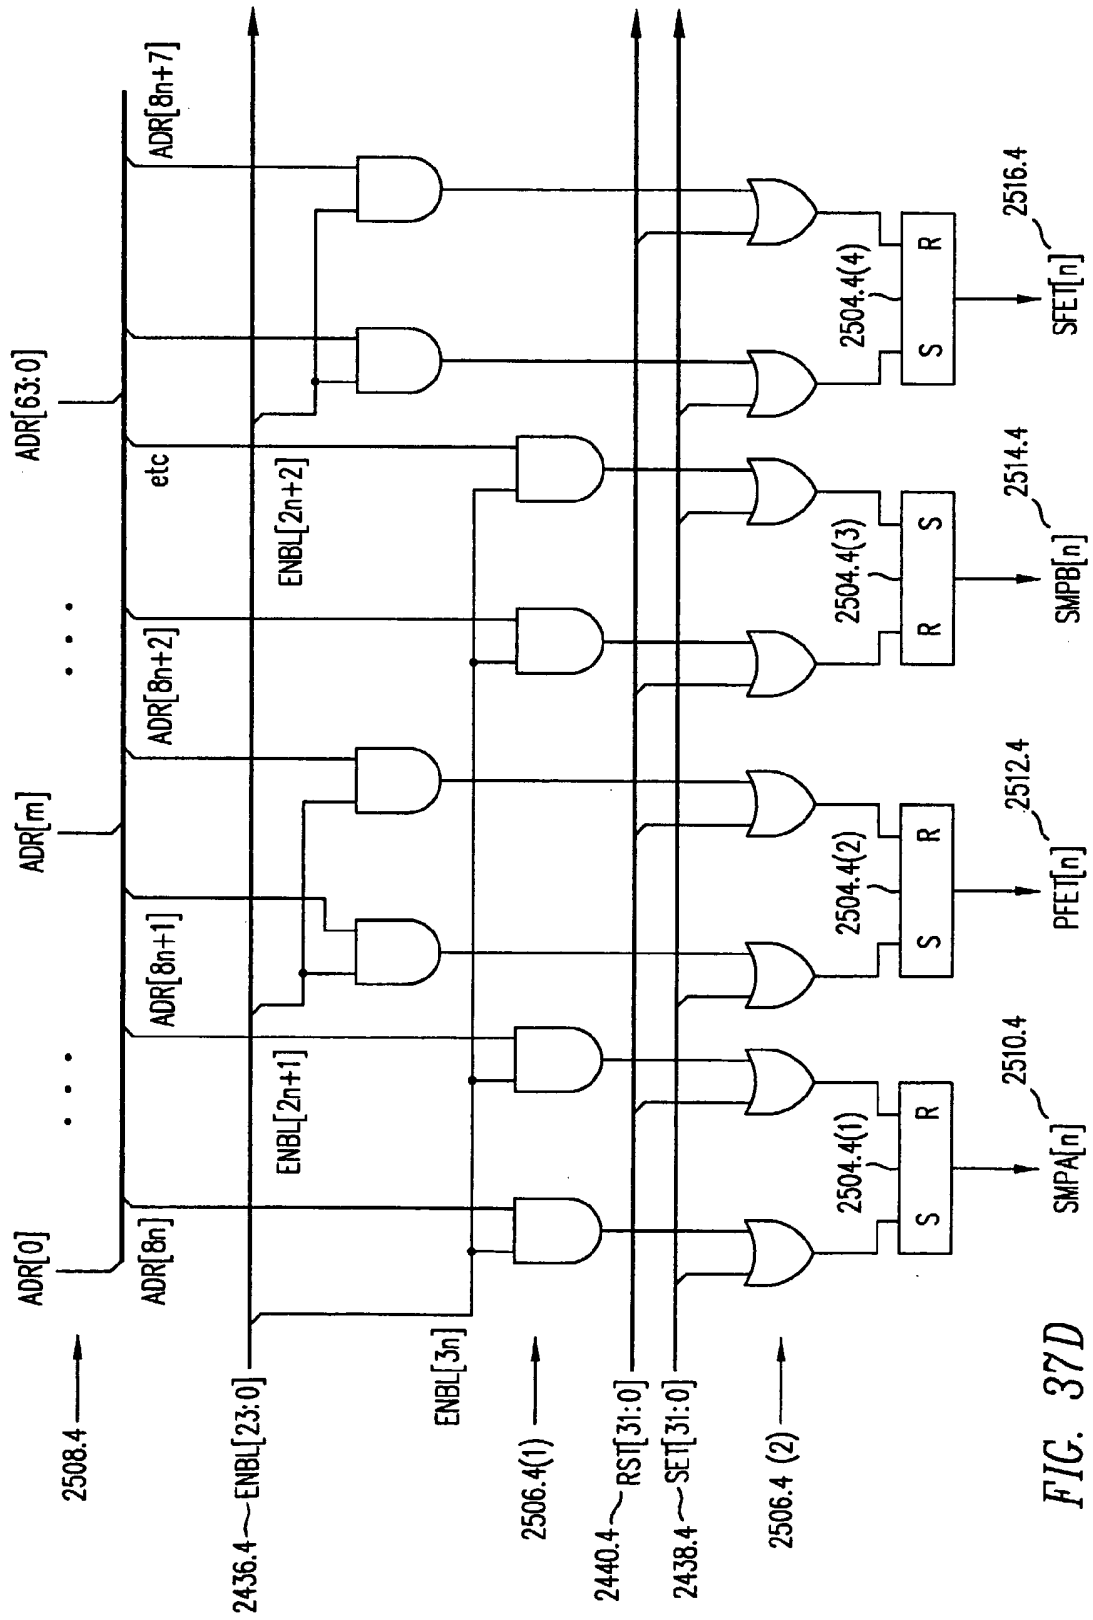 ADR[0]
ADR[m]
ADR[63:0]
2508.4
ADR[8n]
ADR[8n+1]
ADR[8n+2]
etc
ADR[8n+7]
2436.4
ENBL[23:0]
ENBL[2n+1]
ENBL[2n+2]
ENBL[3n]
2506.4(1)
2440.4
RST[31:0]
2438.4
SET[31:0]
2506.4 (2)
2504.4(1)
2504.4(2)
2504.4(3)
2504.4(4)
S R
S R
R S
S R
2510.4
2512.4
2514.4
2516.4
SMPA[n]
PFET[n]
SMPB[n]
SFET[n]
FIG. 37D